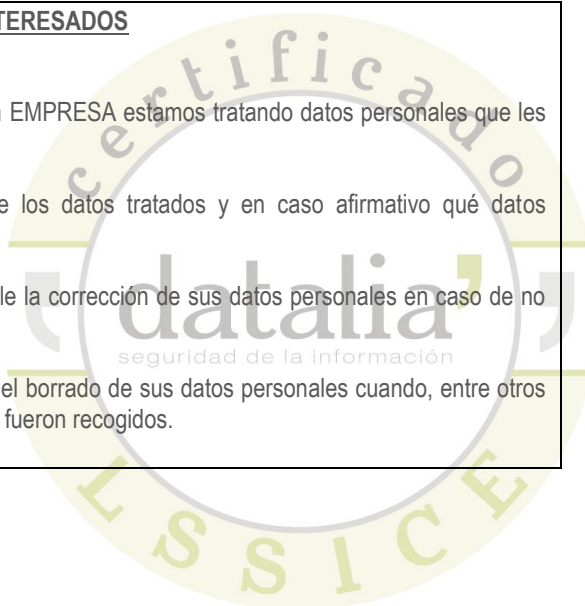 TERESADOS
certificado
EMPRESA estamos tratando datos personales que les
e los datos tratados y en caso afirmativo qué datos
le la corrección de sus datos personales en caso de no
datalia
seguridad de la información
el borrado de sus datos personales cuando, entre otros
fueron recogidos.
LSSICE